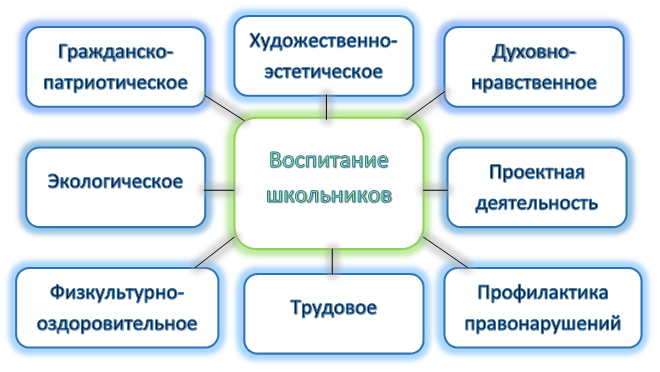 Гражданско-
патриотическое
Художественно-
эстетическое
Духовно-
нравственное
Экологическое
Воспитание
школьников
Проектная
деятельность
Физкультурно-
оздоровительное
Трудовое
Профилактика
правонарушений